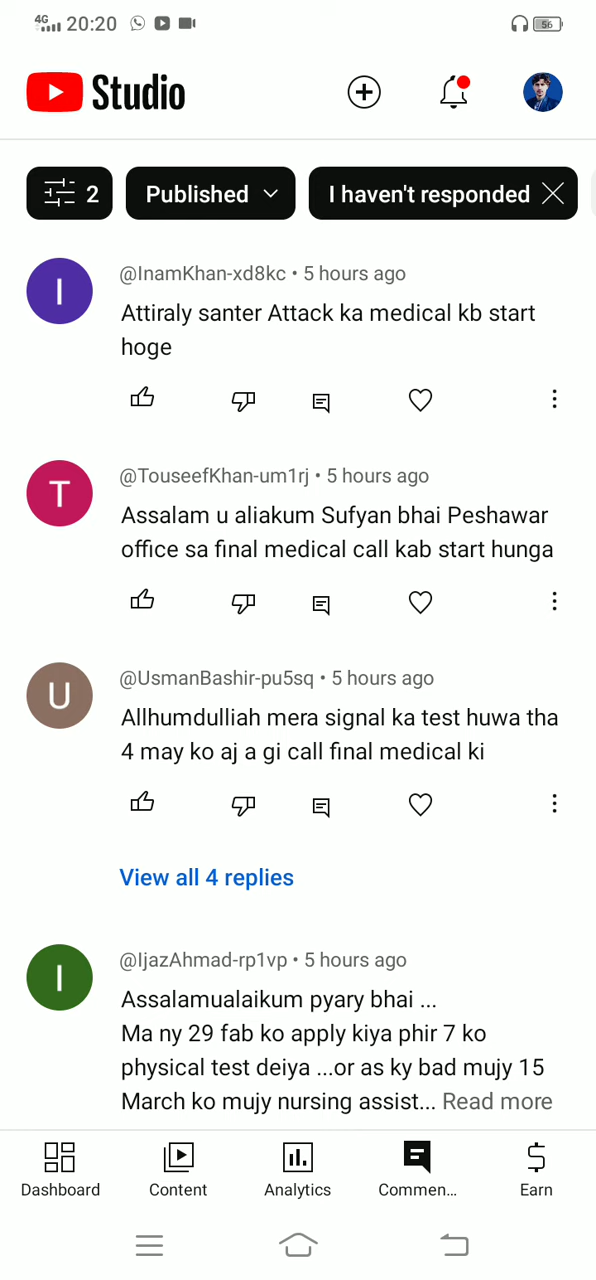 4G 20:20 56
Studio
2 Published I haven't responded
I @InamKhan-xd8kc • 5 hours ago
Attiraly santer Attack ka medical kb start
hoge
T @TouseefKhan-um1rj • 5 hours ago
Assalam u aliakum Sufyan bhai Peshawar
office sa final medical call kab start hunga
U @UsmanBashir-pu5sq • 5 hours ago
Allhumdulliah mera signal ka test huwa tha
4 may ko aj a gi call final medical ki
View all 4 replies
I @IjazAhmad-rp1vp • 5 hours ago
Assalamualaikum pyary bhai ...
Ma ny 29 fab ko apply kiya phir 7 ko
physical test deiya ...or as ky bad mujy 15
March ko mujy nursing assist... Read more
Dashboard Content Analytics Commen... Earn